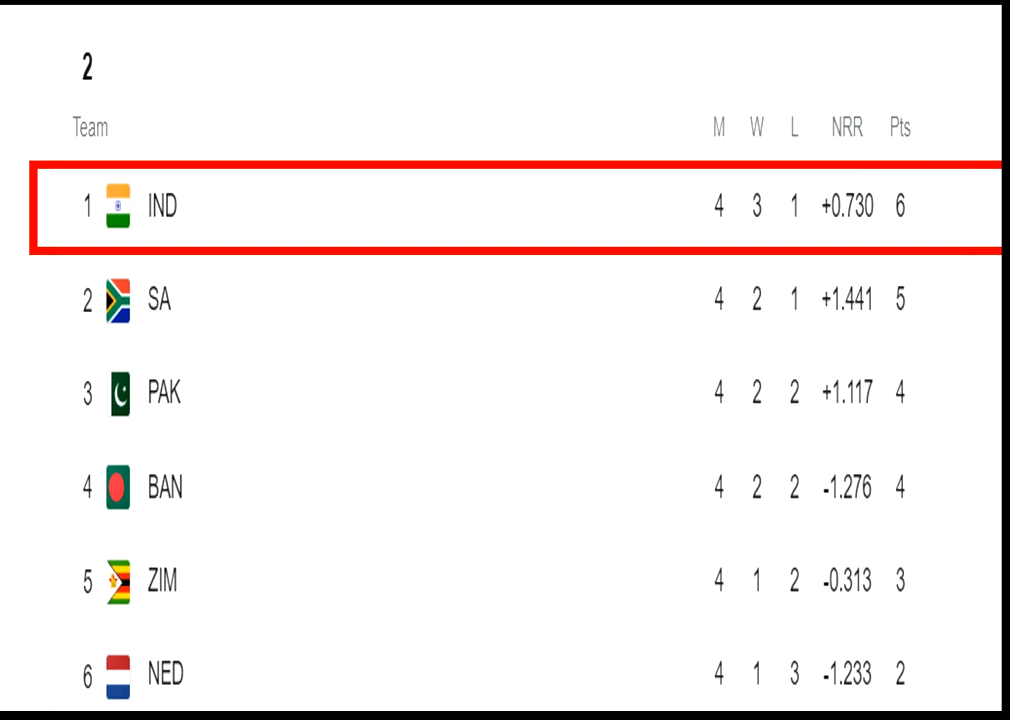 2
Team M W L NRR Pts
1 IND 4 3 1 +0.730 6
2 SA 4 2 1 +1.441 5
3 PAK 4 2 2 +1.117 4
4 BAN 4 2 2 -1.276 4
5 ZIM 4 1 2 -0.313 3
6 NED 4 1 3 -1.233 2